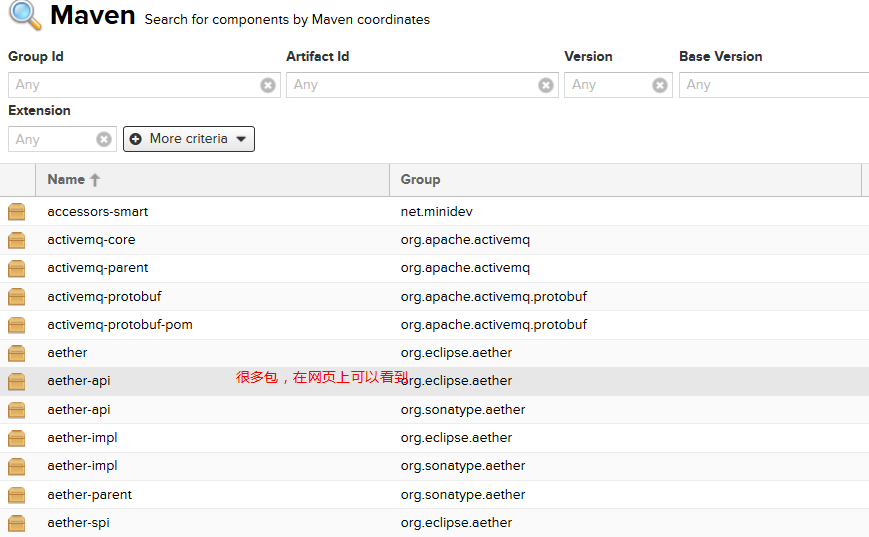 Maven Search for components by Maven coordinates
Group Id Artifact Id Version Base Version
Any Any Any Any
Extension
Any More criteria
Name Group
accessors-smart net.minidev
activemq-core org.apache.activemq
activemq-parent org.apache.activemq
activemq-protobuf org.apache.activemq.protobuf
activemq-protobuf-pom org.apache.activemq.protobuf
aether org.eclipse.aether
aether-api 很多包，在网页上可以看到 org.eclipse.aether
aether-api org.sonatype.aether
aether-impl org.eclipse.aether
aether-impl org.sonatype.aether
aether-parent org.sonatype.aether
aether-spi org.eclipse.aether